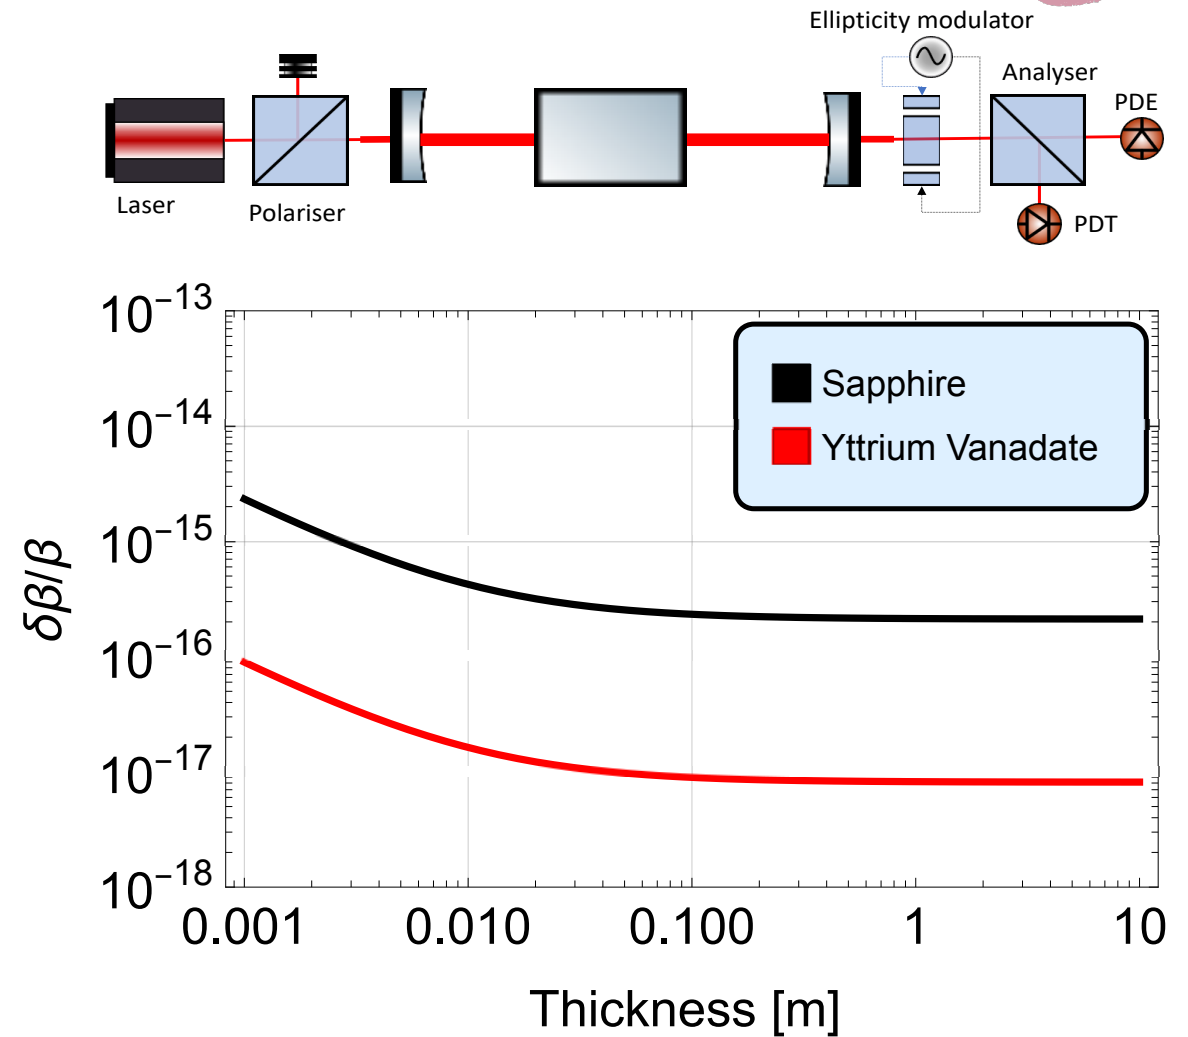 Ellipticity modulator
Analyser
PDE
Laser
Polariser
PDT
10⁻¹³
10⁻¹⁴
10⁻¹⁵
10⁻¹⁶
10⁻¹⁷
10⁻¹⁸
δβ/β
Sapphire
Yttrium Vanadate
0.001 0.010 0.100 1 10
Thickness [m]